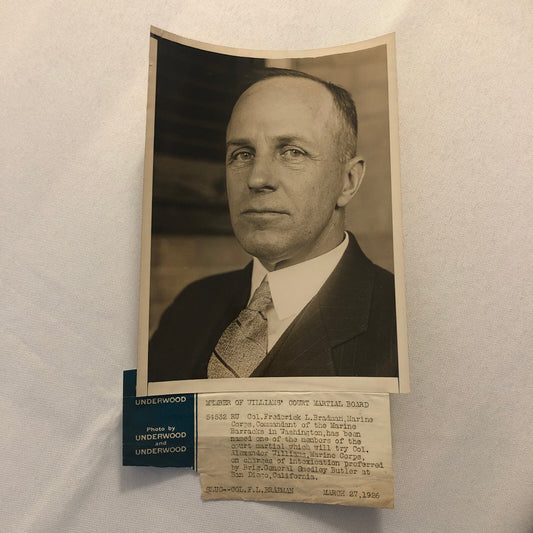 UNDERWOOD
Photo by
UNDERWOOD
and
UNDERWOOD
MEMBER OF WILLIAMS' COURT MARTIAL BOARD
54532 RU Col.Frederick L.Bradman,Marine
Corps,Commandant of the Marine
Barracks in Washington,has been
named one of the members of the
court martial which will try Col.
Alexander Williams,Marine Corps,
on charges of intoxication preferred
by Brig.General Smedley Butler at
San Diego,California.
SLUG--COL.F.L.BRADMAN MARCH 27,1926